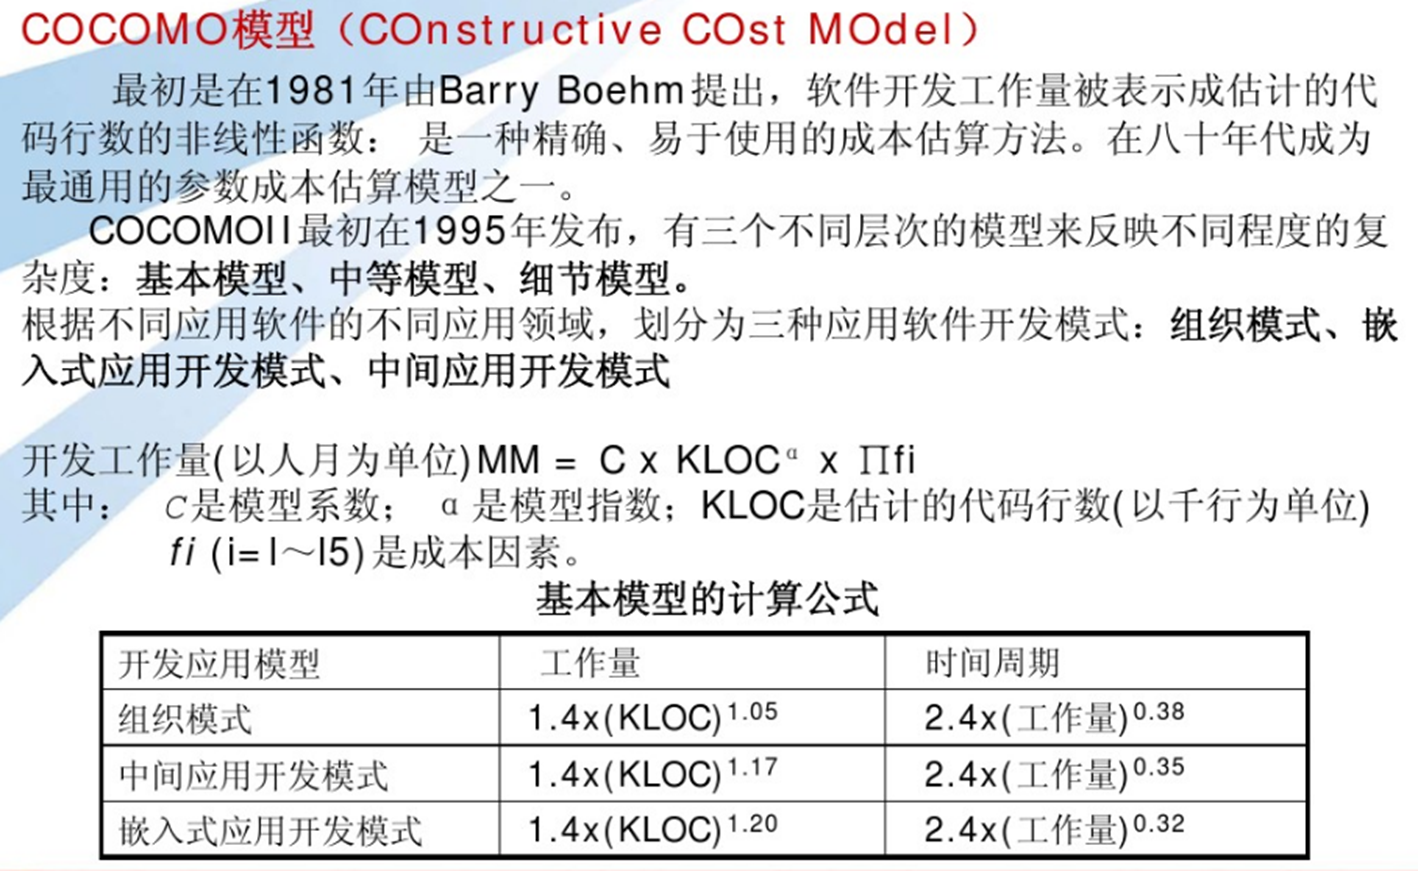 COCOMO模型（COnstructive COst MOdel）
最初是在1981年由Barry Boehm提出，软件开发工作量被表示成估计的代
码行数的非线性函数： 是一种精确、易于使用的成本估算方法。在八十年代成为
最通用的参数成本估算模型之一。
COCOMOII最初在1995年发布，有三个不同层次的模型来反映不同程度的复
杂度：基本模型、中等模型、细节模型。
根据不同应用软件的不同应用领域，划分为三种应用软件开发模式：组织模式、嵌
入式应用开发模式、中间应用开发模式
开发工作量(以人月为单位)MM = C x KLOCᵅ x ∏fi
其中： C是模型系数； α是模型指数；KLOC是估计的代码行数(以千行为单位)
fi (i=l～l5)是成本因素。
基本模型的计算公式
开发应用模型 工作量 时间周期
组织模式 1.4x(KLOC)1.05 2.4x(工作量)0.38
中间应用开发模式 1.4x(KLOC)1.17 2.4x(工作量)0.35
嵌入式应用开发模式 1.4x(KLOC)1.20 2.4x(工作量)0.32